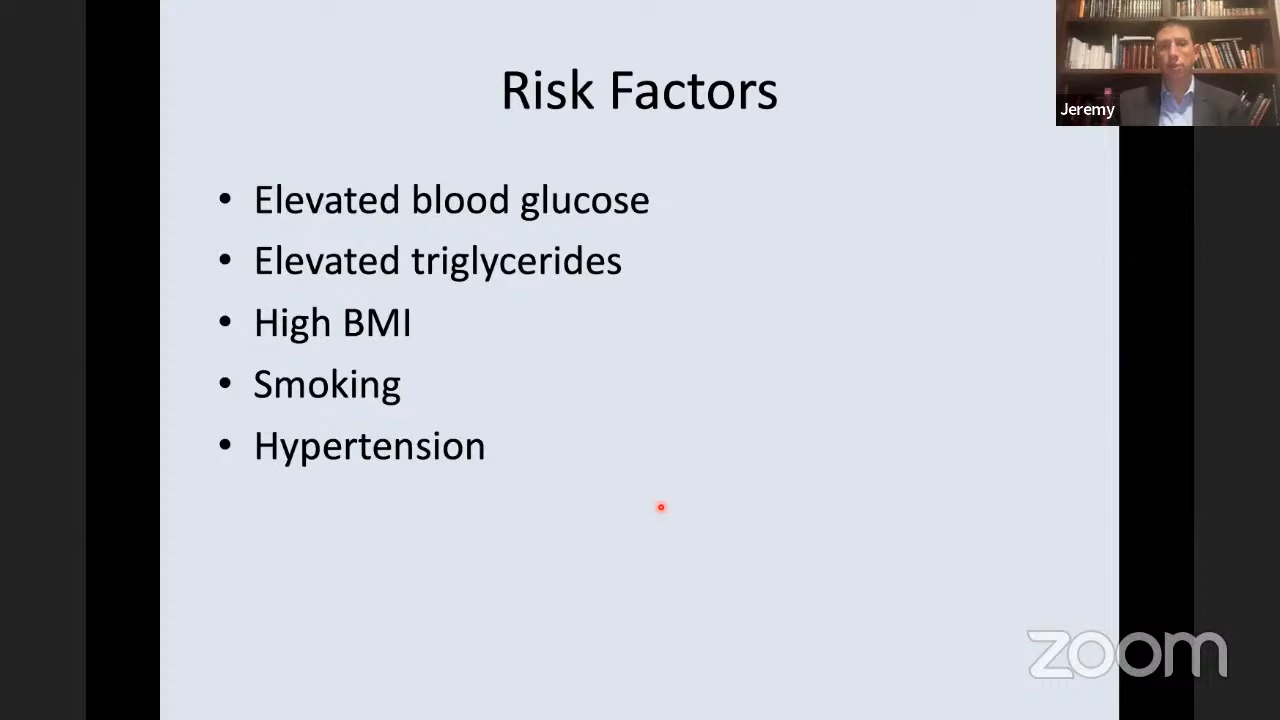 Risk Factors
Jeremy
• Elevated blood glucose
• Elevated triglycerides
• High BMI
• Smoking
• Hypertension
zoom